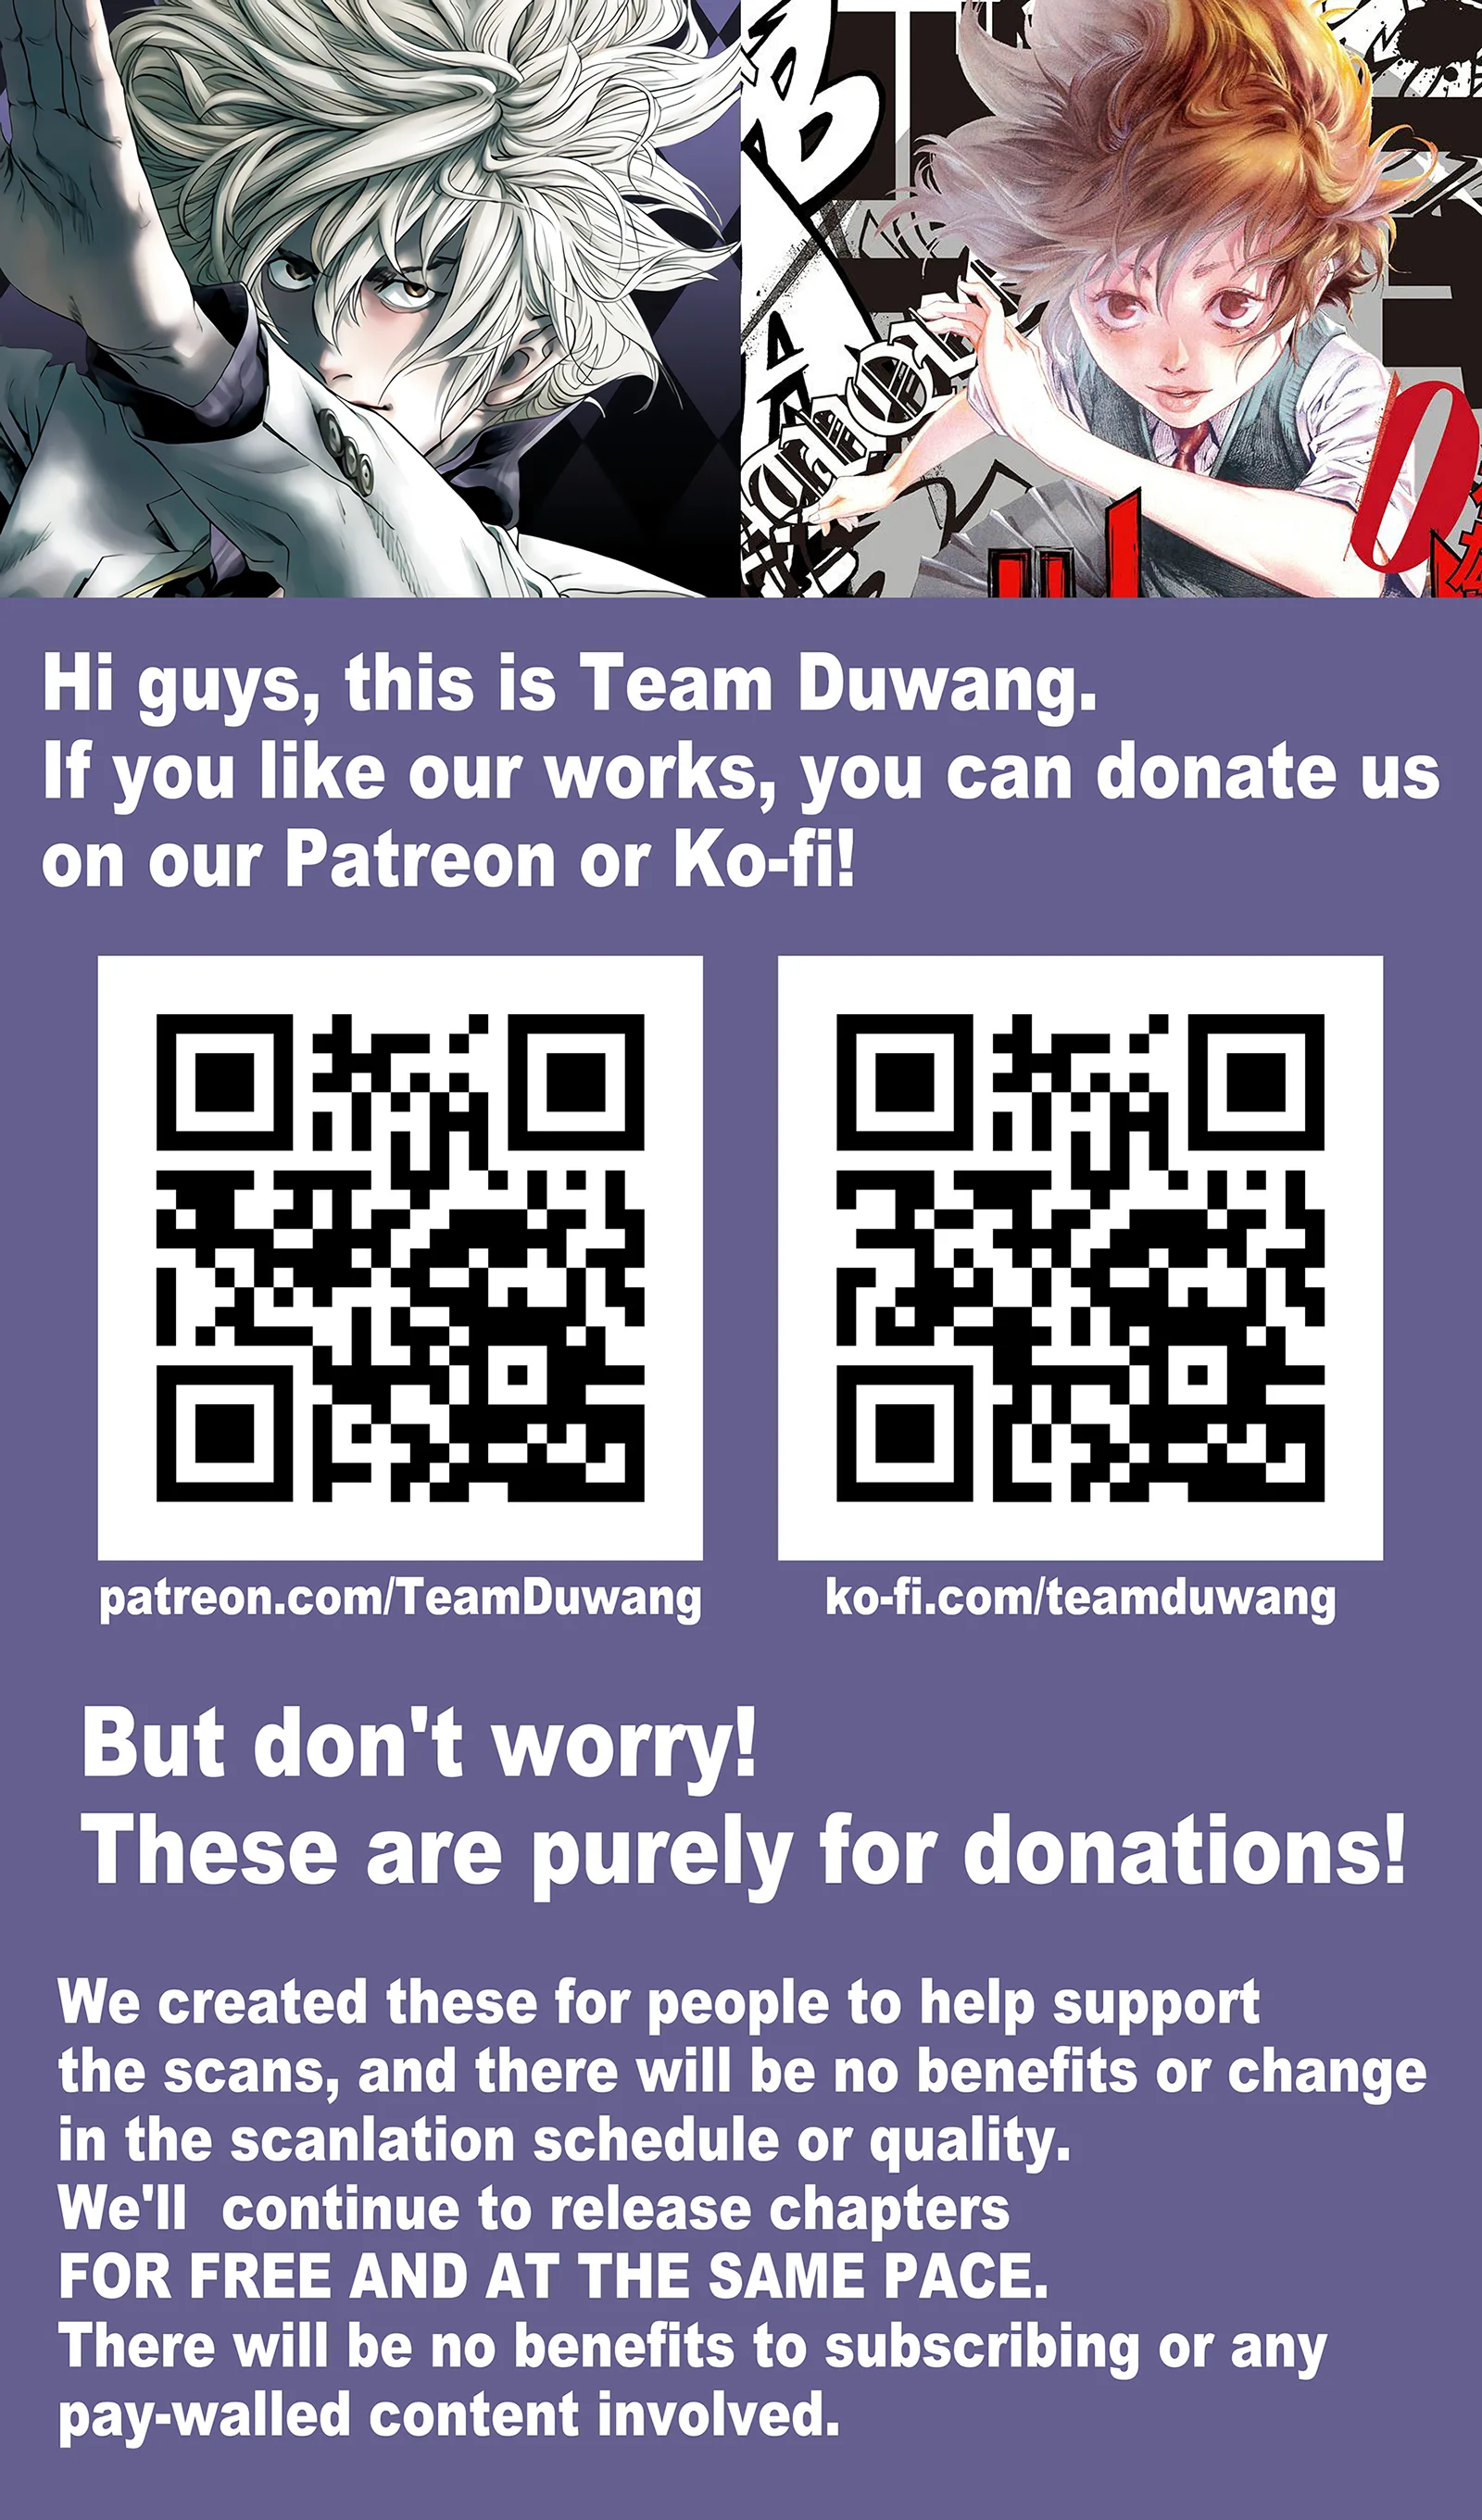 Hi guys, this is Team Duwang.
If you like our works, you can donate us
on our Patreon or Ko-fi!
patreon.com/TeamDuwang
ko-fi.com/teamduwang
But don't worry!
These are purely for donations!
We created these for people to help support
the scans, and there will be no benefits or change
in the scanlation schedule or quality.
We'll  continue to release chapters
FOR FREE AND AT THE SAME PACE.
There will be no benefits to subscribing or any
pay-walled content involved.